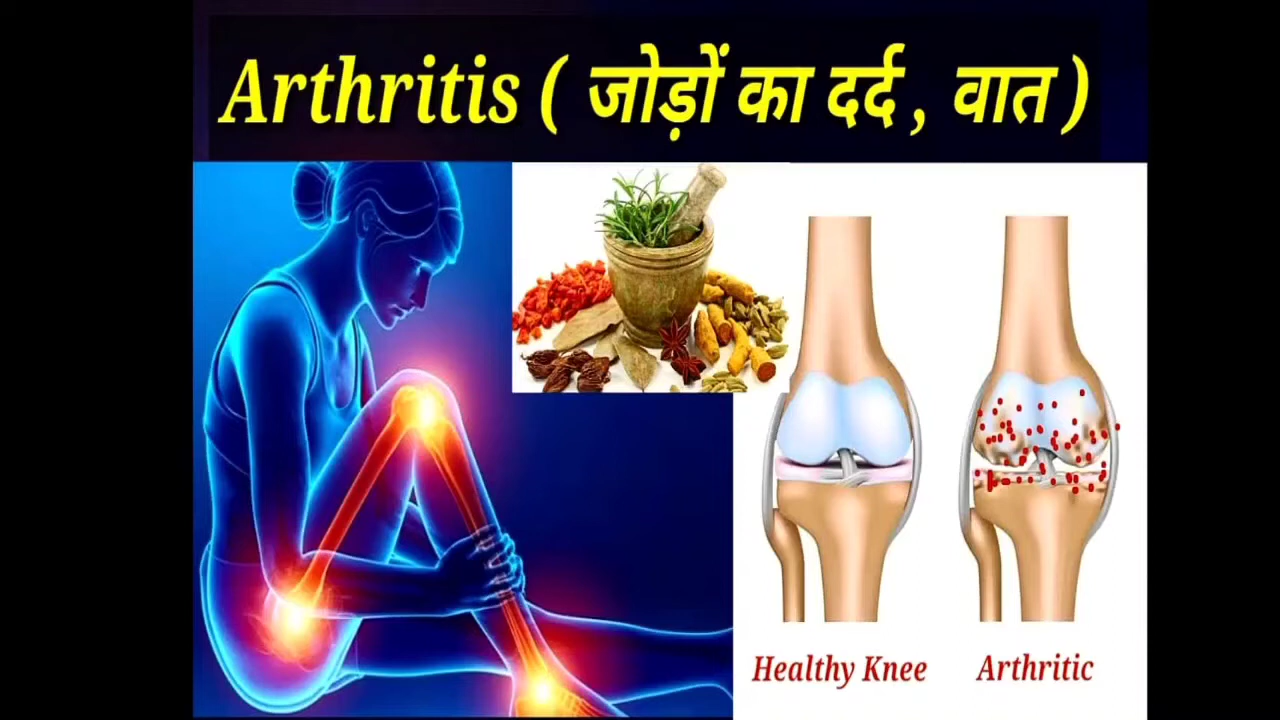 Arthritis ( जोड़ों का दर्द , वात )
Healthy Knee
Arthritic